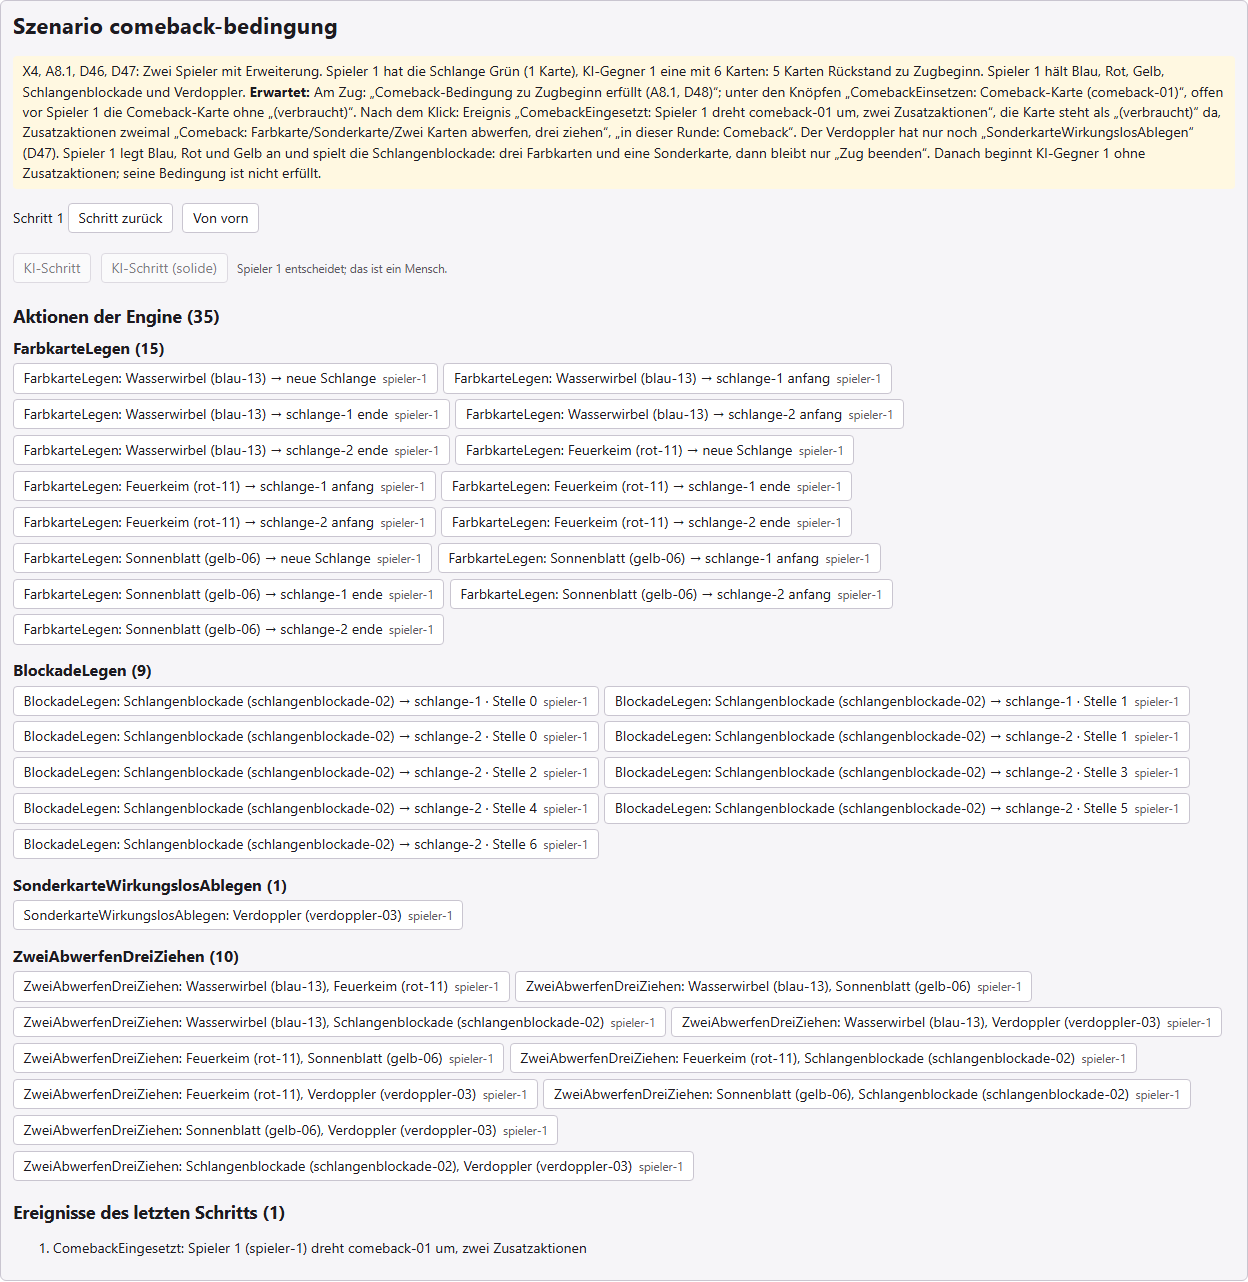 Szenario comeback-bedingung
X4, A8.1, D46, D47: Zwei Spieler mit Erweiterung. Spieler 1 hat die Schlange Grün (1 Karte), KI-Gegner 1 eine mit 6 Karten: 5 Karten Rückstand zu Zugbeginn. Spieler 1 hält Blau, Rot, Gelb,
Schlangenblockade und Verdoppler. Erwartet: Am Zug: „Comeback-Bedingung zu Zugbeginn erfüllt (A8.1, D48)“; unter den Knöpfen „ComebackEinsetzen: Comeback-Karte (comeback-01)“, offen
vor Spieler 1 die Comeback-Karte ohne „(verbraucht)“. Nach dem Klick: Ereignis „ComebackEingesetzt: Spieler 1 dreht comeback-01 um, zwei Zusatzaktionen“, die Karte steht als „(verbraucht)“ da,
Zusatzaktionen zweimal „Comeback: Farbkarte/Sonderkarte/Zwei Karten abwerfen, drei ziehen“, „in dieser Runde: Comeback“. Der Verdoppler hat nur noch „SonderkarteWirkungslosAblegen“
(D47). Spieler 1 legt Blau, Rot und Gelb an und spielt die Schlangenblockade: drei Farbkarten und eine Sonderkarte, dann bleibt nur „Zug beenden“. Danach beginnt KI-Gegner 1 ohne
Zusatzaktionen; seine Bedingung ist nicht erfüllt.
Schritt 1 Schritt zurück Von vorn
KI-Schritt KI-Schritt (solide) Spieler 1 entscheidet; das ist ein Mensch.
Aktionen der Engine (35)
FarbkarteLegen (15)
FarbkarteLegen: Wasserwirbel (blau-13) → neue Schlange spieler-1 FarbkarteLegen: Wasserwirbel (blau-13) → schlange-1 anfang spieler-1
FarbkarteLegen: Wasserwirbel (blau-13) → schlange-1 ende spieler-1 FarbkarteLegen: Wasserwirbel (blau-13) → schlange-2 anfang spieler-1
FarbkarteLegen: Wasserwirbel (blau-13) → schlange-2 ende spieler-1 FarbkarteLegen: Feuerkeim (rot-11) → neue Schlange spieler-1
FarbkarteLegen: Feuerkeim (rot-11) → schlange-1 anfang spieler-1 FarbkarteLegen: Feuerkeim (rot-11) → schlange-1 ende spieler-1
FarbkarteLegen: Feuerkeim (rot-11) → schlange-2 anfang spieler-1 FarbkarteLegen: Feuerkeim (rot-11) → schlange-2 ende spieler-1
FarbkarteLegen: Sonnenblatt (gelb-06) → neue Schlange spieler-1 FarbkarteLegen: Sonnenblatt (gelb-06) → schlange-1 anfang spieler-1
FarbkarteLegen: Sonnenblatt (gelb-06) → schlange-1 ende spieler-1 FarbkarteLegen: Sonnenblatt (gelb-06) → schlange-2 anfang spieler-1
FarbkarteLegen: Sonnenblatt (gelb-06) → schlange-2 ende spieler-1
BlockadeLegen (9)
BlockadeLegen: Schlangenblockade (schlangenblockade-02) → schlange-1 · Stelle 0 spieler-1 BlockadeLegen: Schlangenblockade (schlangenblockade-02) → schlange-1 · Stelle 1 spieler-1
BlockadeLegen: Schlangenblockade (schlangenblockade-02) → schlange-2 · Stelle 0 spieler-1 BlockadeLegen: Schlangenblockade (schlangenblockade-02) → schlange-2 · Stelle 1 spieler-1
BlockadeLegen: Schlangenblockade (schlangenblockade-02) → schlange-2 · Stelle 2 spieler-1 BlockadeLegen: Schlangenblockade (schlangenblockade-02) → schlange-2 · Stelle 3 spieler-1
BlockadeLegen: Schlangenblockade (schlangenblockade-02) → schlange-2 · Stelle 4 spieler-1 BlockadeLegen: Schlangenblockade (schlangenblockade-02) → schlange-2 · Stelle 5 spieler-1
BlockadeLegen: Schlangenblockade (schlangenblockade-02) → schlange-2 · Stelle 6 spieler-1
SonderkarteWirkungslosAblegen (1)
SonderkarteWirkungslosAblegen: Verdoppler (verdoppler-03) spieler-1
ZweiAbwerfenDreiZiehen (10)
ZweiAbwerfenDreiZiehen: Wasserwirbel (blau-13), Feuerkeim (rot-11) spieler-1 ZweiAbwerfenDreiZiehen: Wasserwirbel (blau-13), Sonnenblatt (gelb-06) spieler-1
ZweiAbwerfenDreiZiehen: Wasserwirbel (blau-13), Schlangenblockade (schlangenblockade-02) spieler-1 ZweiAbwerfenDreiZiehen: Wasserwirbel (blau-13), Verdoppler (verdoppler-03) spieler-1
ZweiAbwerfenDreiZiehen: Feuerkeim (rot-11), Sonnenblatt (gelb-06) spieler-1 ZweiAbwerfenDreiZiehen: Feuerkeim (rot-11), Schlangenblockade (schlangenblockade-02) spieler-1
ZweiAbwerfenDreiZiehen: Feuerkeim (rot-11), Verdoppler (verdoppler-03) spieler-1 ZweiAbwerfenDreiZiehen: Sonnenblatt (gelb-06), Schlangenblockade (schlangenblockade-02) spieler-1
ZweiAbwerfenDreiZiehen: Sonnenblatt (gelb-06), Verdoppler (verdoppler-03) spieler-1
ZweiAbwerfenDreiZiehen: Schlangenblockade (schlangenblockade-02), Verdoppler (verdoppler-03) spieler-1
Ereignisse des letzten Schritts (1)
1. ComebackEingesetzt: Spieler 1 (spieler-1) dreht comeback-01 um, zwei Zusatzaktionen